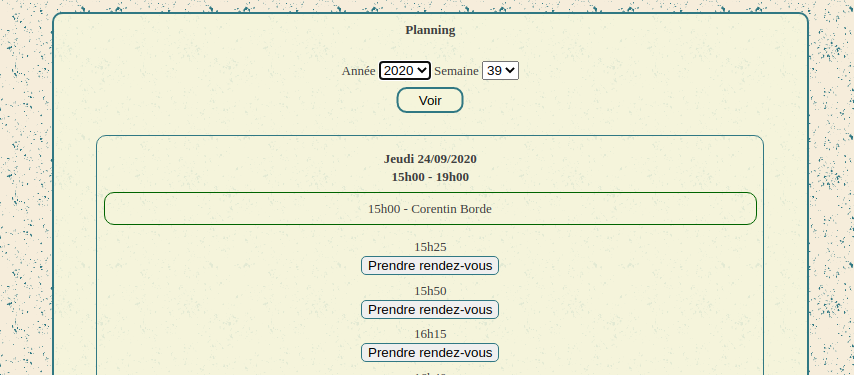 Planning
Année 2020 Semaine 39
Voir
Jeudi 24/09/2020
15h00 - 19h00
15h00 - Corentin Borde
15h25
Prendre rendez-vous
15h50
Prendre rendez-vous
16h15
Prendre rendez-vous